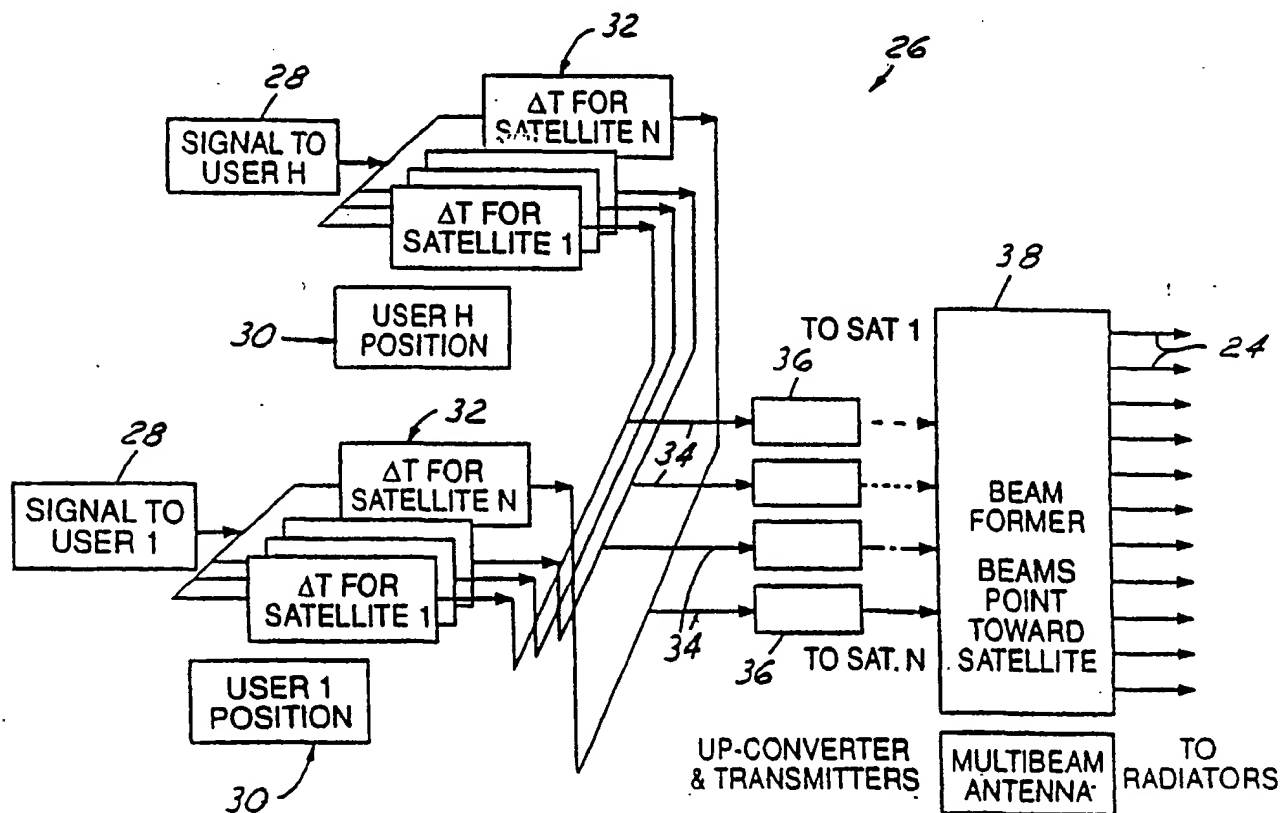 32
26
28
ΔT FOR
SATELLITE N
SIGNAL TO
USER H
ΔT FOR
SATELLITE 1
38
USER H
POSITION
30
TO SAT 1
24
36
32
28
ΔT FOR
SATELLITE N
34
SIGNAL TO
USER 1
BEAM
FORMER
ΔT FOR
SATELLITE 1
34
BEAMS
POINT
TOWARD
SATELLITE
34
36
TO SAT. N
USER 1
POSITION
30
UP-CONVERTER
& TRANSMITTERS
MULTIBEAM
ANTENNA
TO
RADIATORS